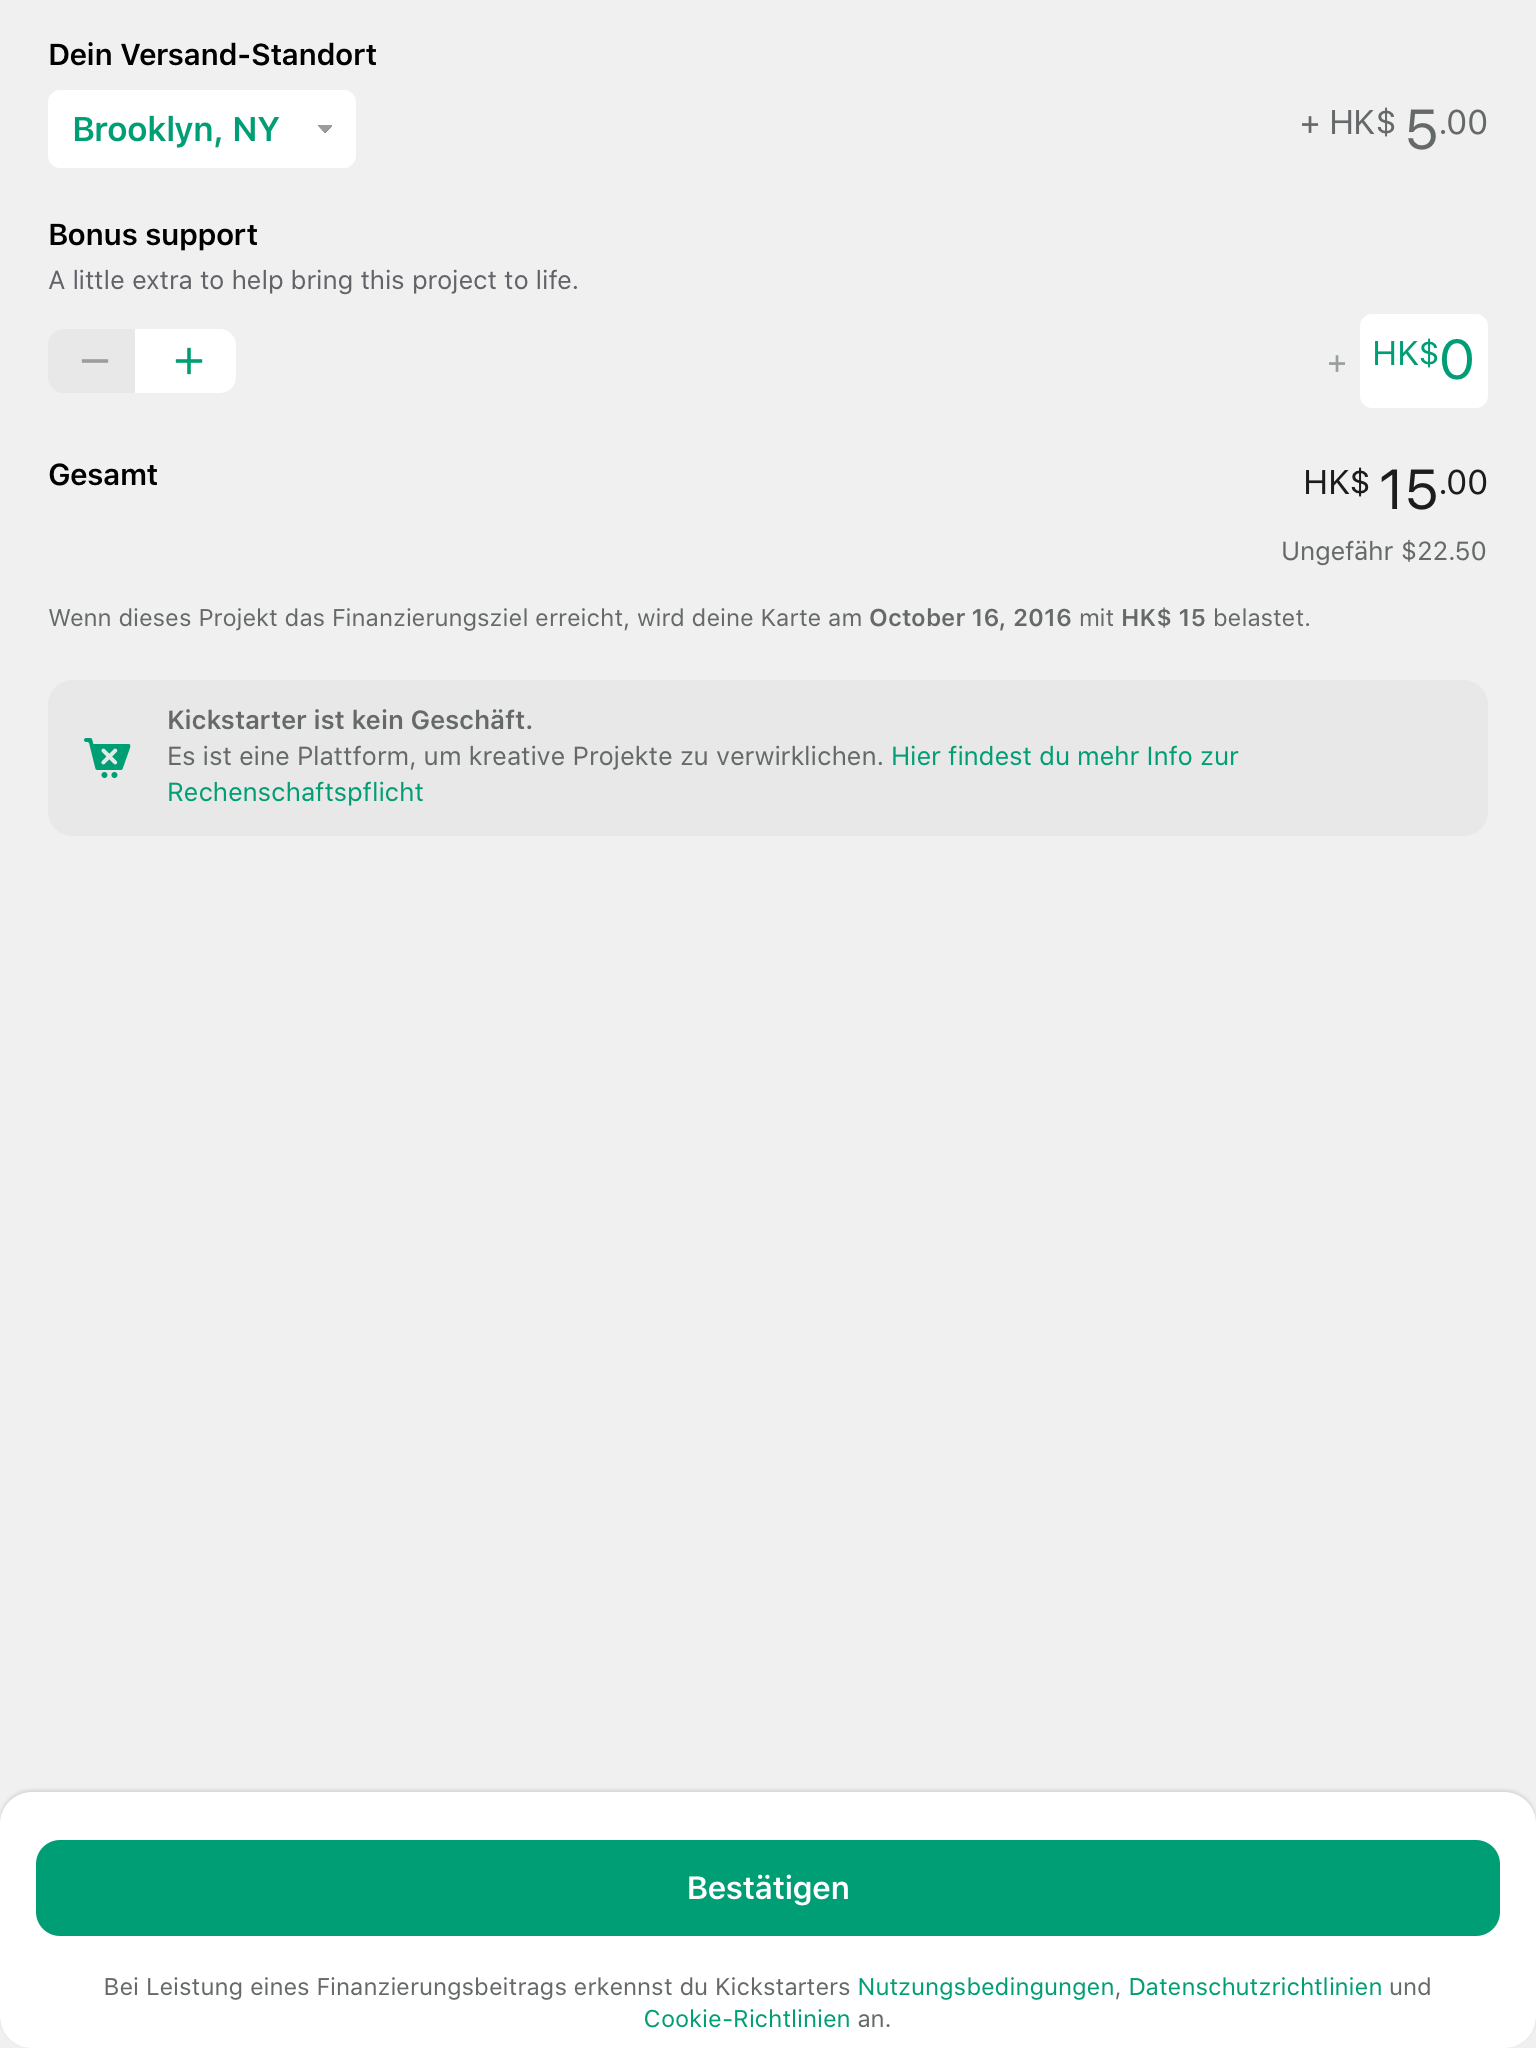 Dein Versand-Standort
Brooklyn, NY
+ HK$ 5.00
Bonus support
A little extra to help bring this project to life.
+ HK$0
Gesamt
HK$ 15.00
Ungefähr $22.50
Wenn dieses Projekt das Finanzierungsziel erreicht, wird deine Karte am October 16, 2016 mit HK$ 15 belastet.
Kickstarter ist kein Geschäft.
Es ist eine Plattform, um kreative Projekte zu verwirklichen. Hier findest du mehr Info zur
Rechenschaftspflicht
Bestätigen
Bei Leistung eines Finanzierungsbeitrags erkennst du Kickstarters Nutzungsbedingungen, Datenschutzrichtlinien und
Cookie-Richtlinien an.